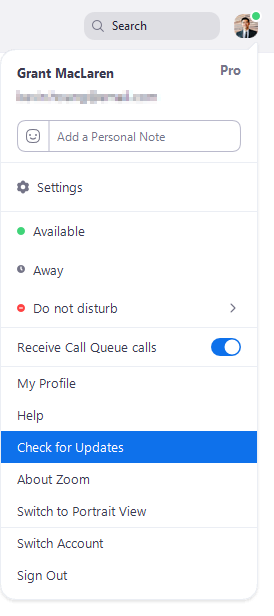 Search
Grant MacLaren Pro
Add a Personal Note
Settings
Available
Away
Do not disturb
Receive Call Queue calls
My Profile
Help
Check for Updates
About Zoom
Switch to Portrait View
Switch Account
Sign Out